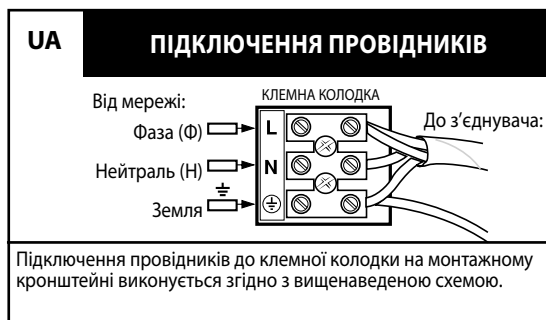 UA
ПІДКЛЮЧЕННЯ ПРОВІДНИКІВ
Від мережі:
КЛЕМНА КОЛОДКА
До з’єднувача:
Фаза (Ф)
L
Нейтраль (Н)
N
Земля
Підключення провідників до клемної колодки на монтажному
кронштейні виконується згідно з вищенаведеною схемою.